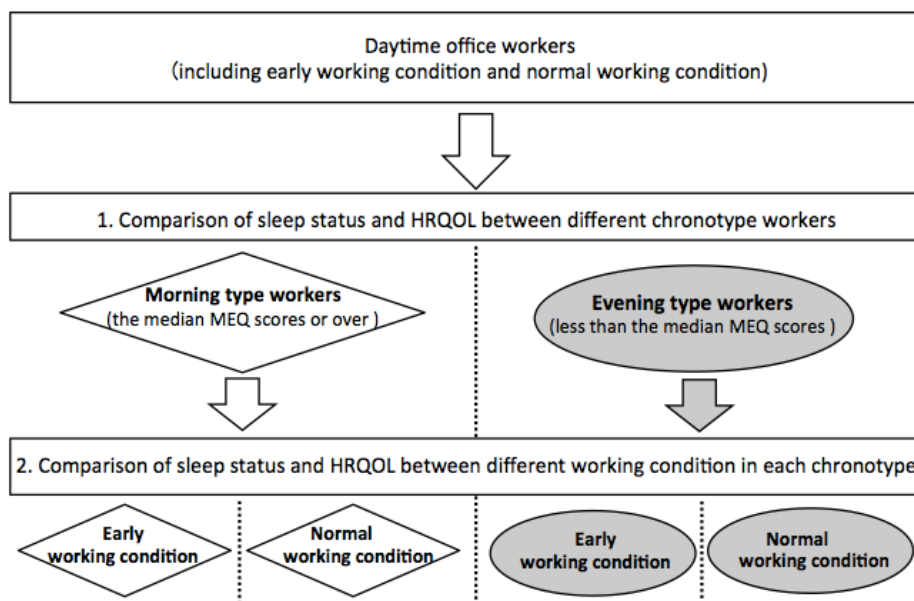 Daytime office workers
(including early working condition and normal working condition)
1. Comparison of sleep status and HRQOL between different chronotype workers
Morning type workers
(the median MEQ scores or over )
Evening type workers
(less than the median MEQ scores )
2. Comparison of sleep status and HRQOL between different working condition in each chronotype
Early
working condition
Normal
working condition
Early
working condition
Normal
working condition